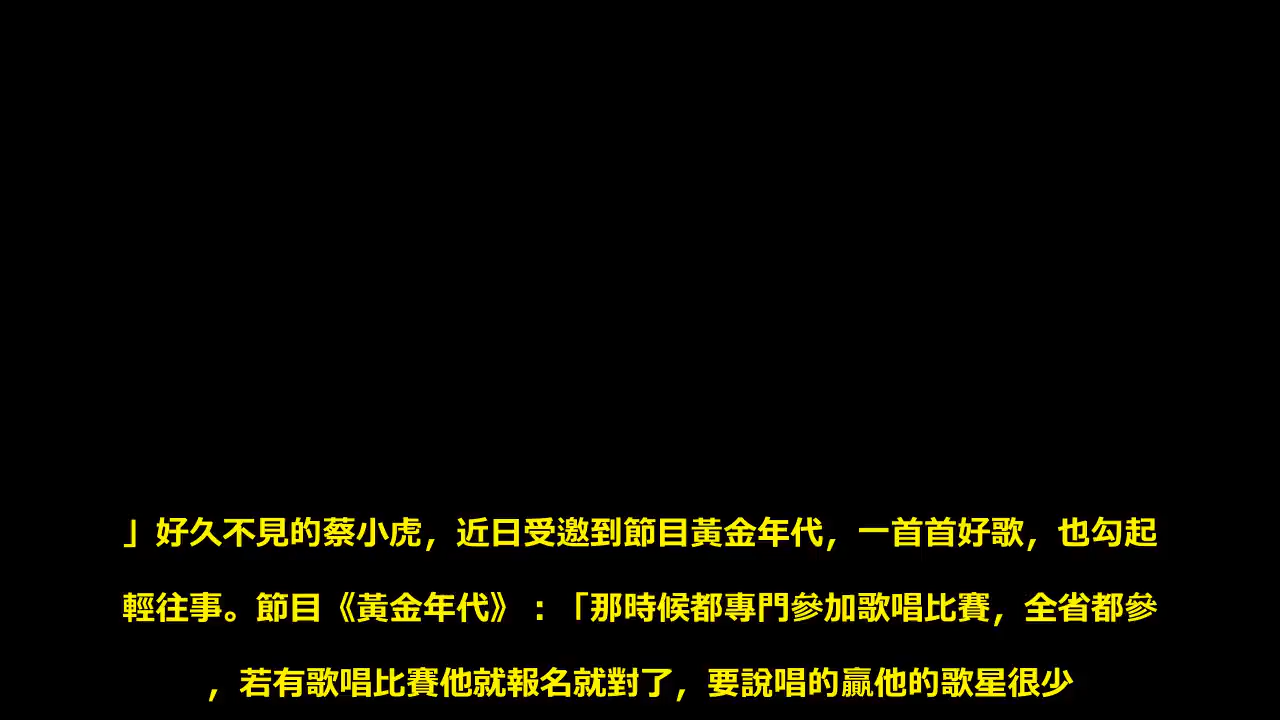 」好久不見的蔡小虎，近日受邀到節目黃金年代，一首首好歌，也勾起
輕往事。節目《黃金年代》：「那時候都專門參加歌唱比賽，全省都參
，若有歌唱比賽他就報名就對了，要說唱的贏他的歌星很少